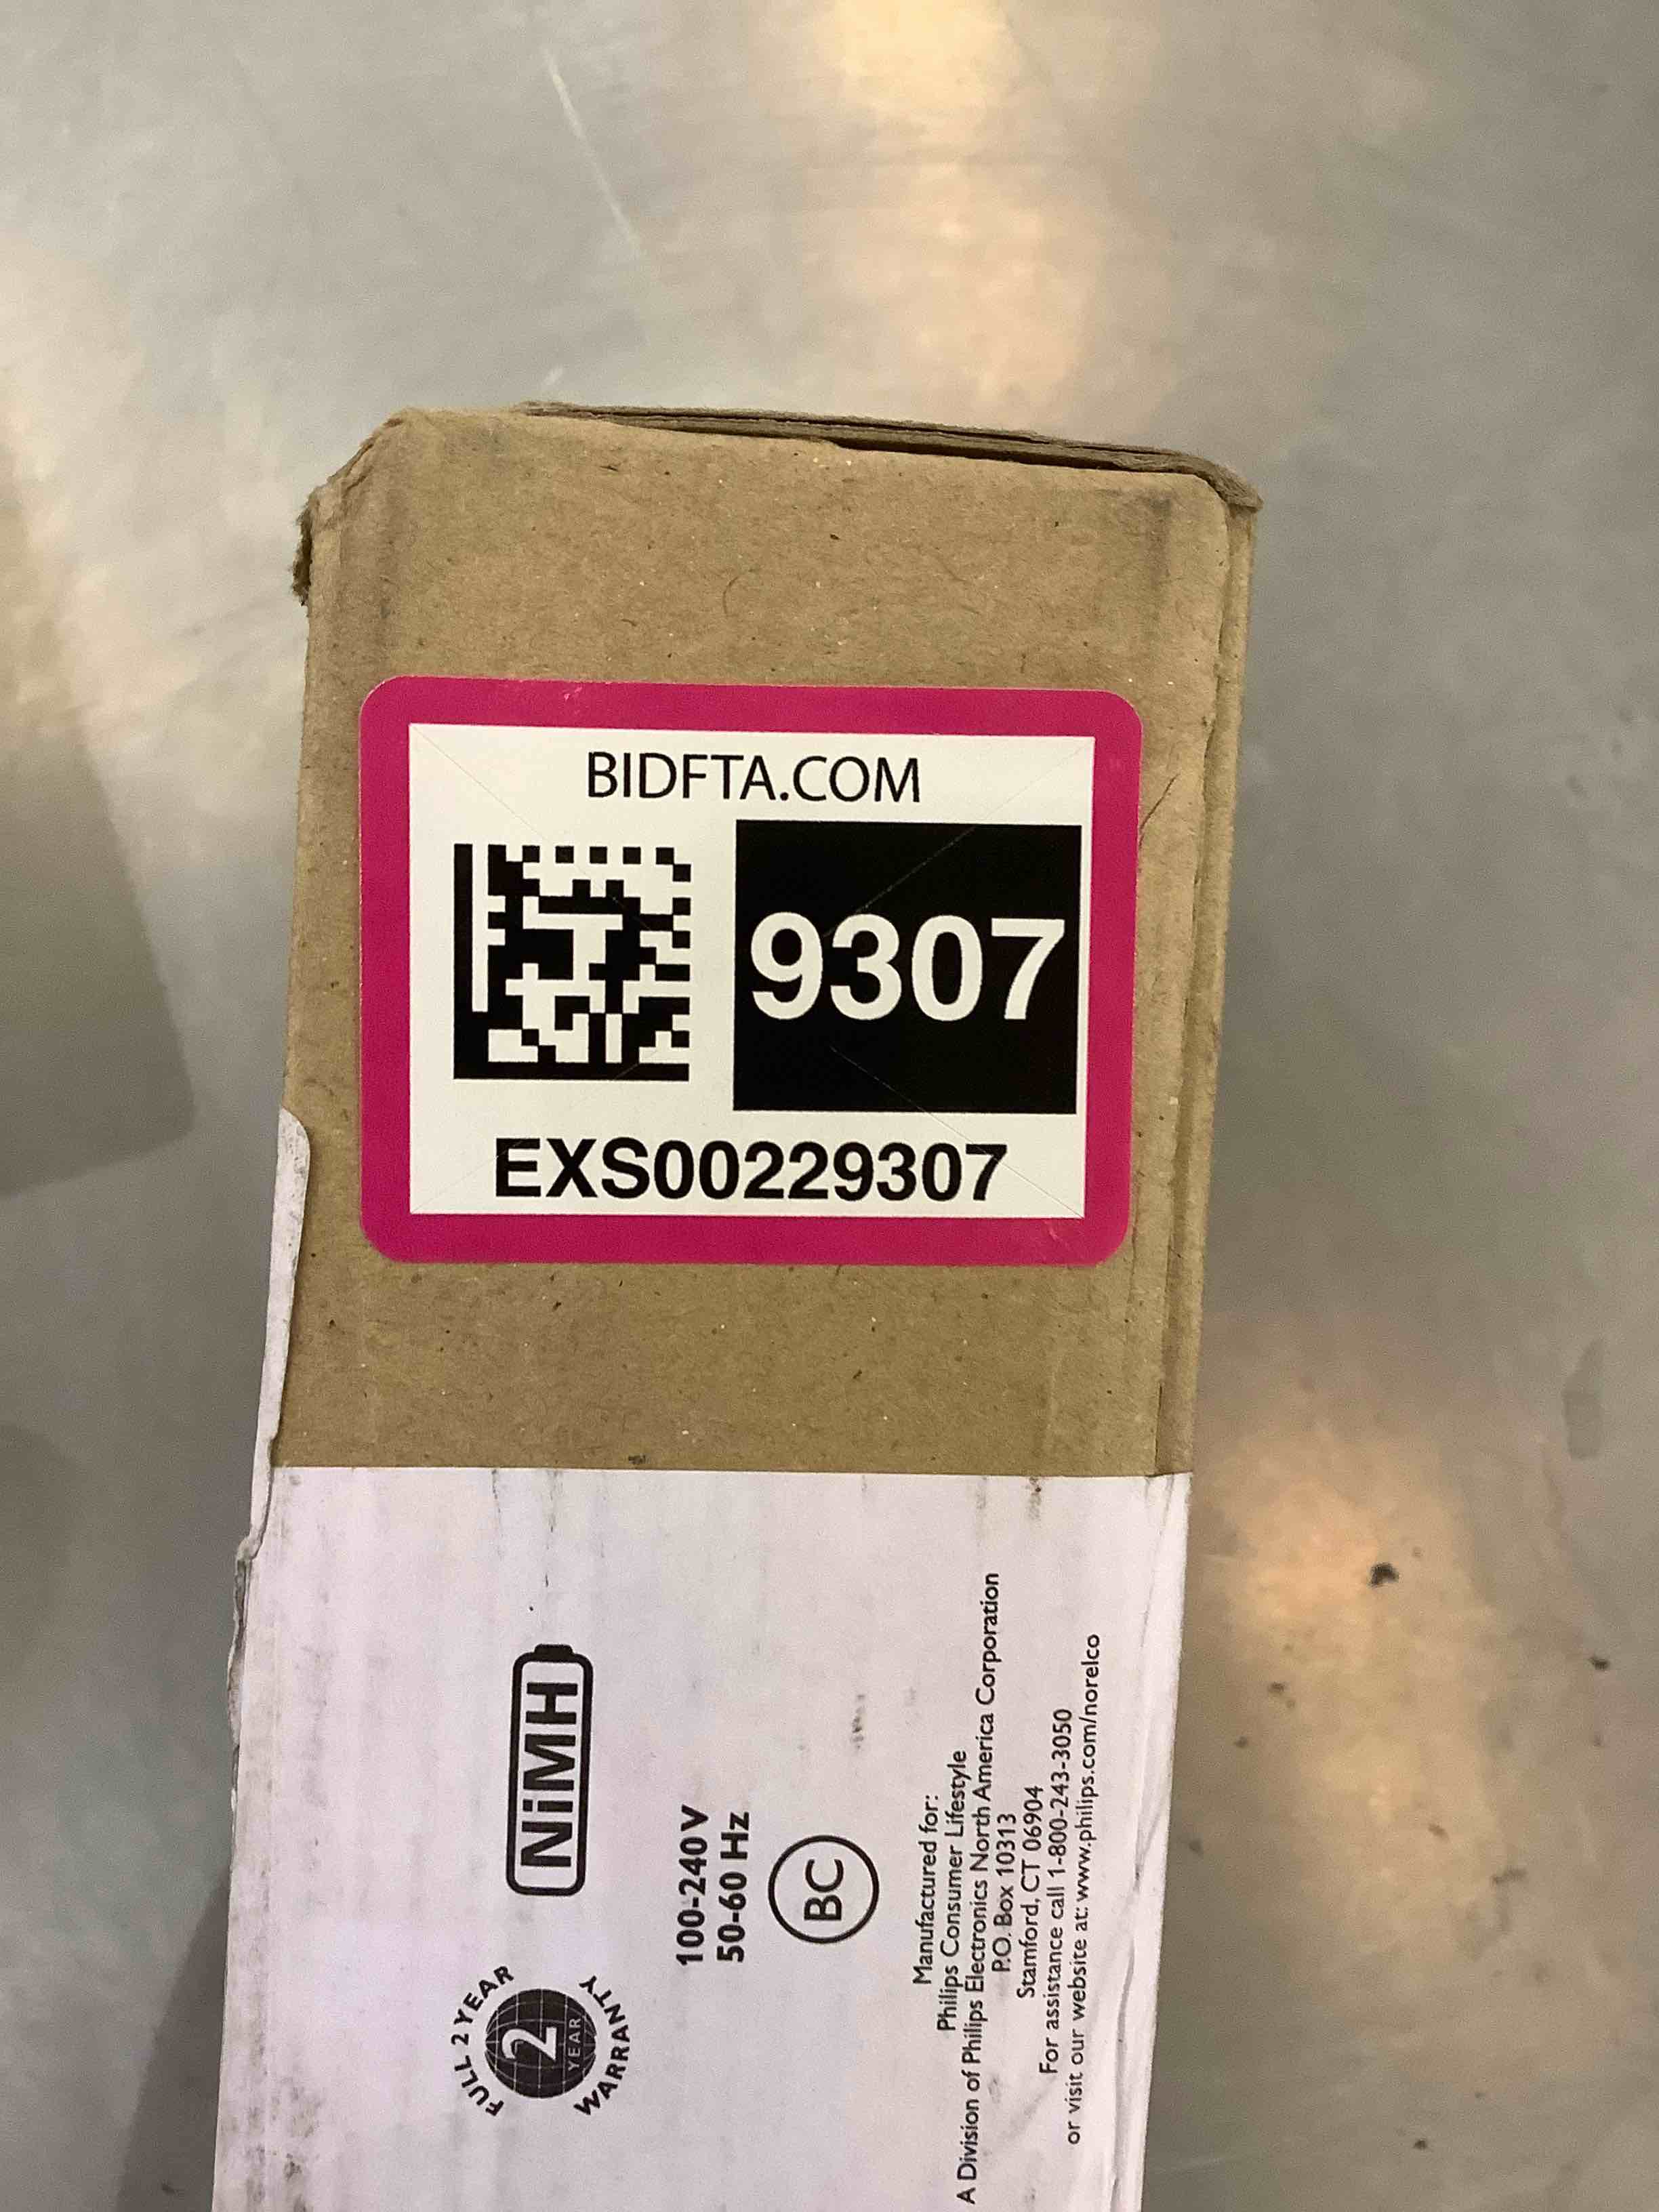 BIDFTA.COM
9307
EXS00229307
FULL 2 YEAR
2
YEAR
WARRANTY
NiMH
100-240 V
50-60 Hz
BC
Manufactured for:
Philips Consumer Lifestyle
A Division of Philips Electronics North America Corporation
P.O. Box 10313
Stamford, CT 06904
For assistance call 1-800-243-3050
or visit our website at: www.philips.com/norelco